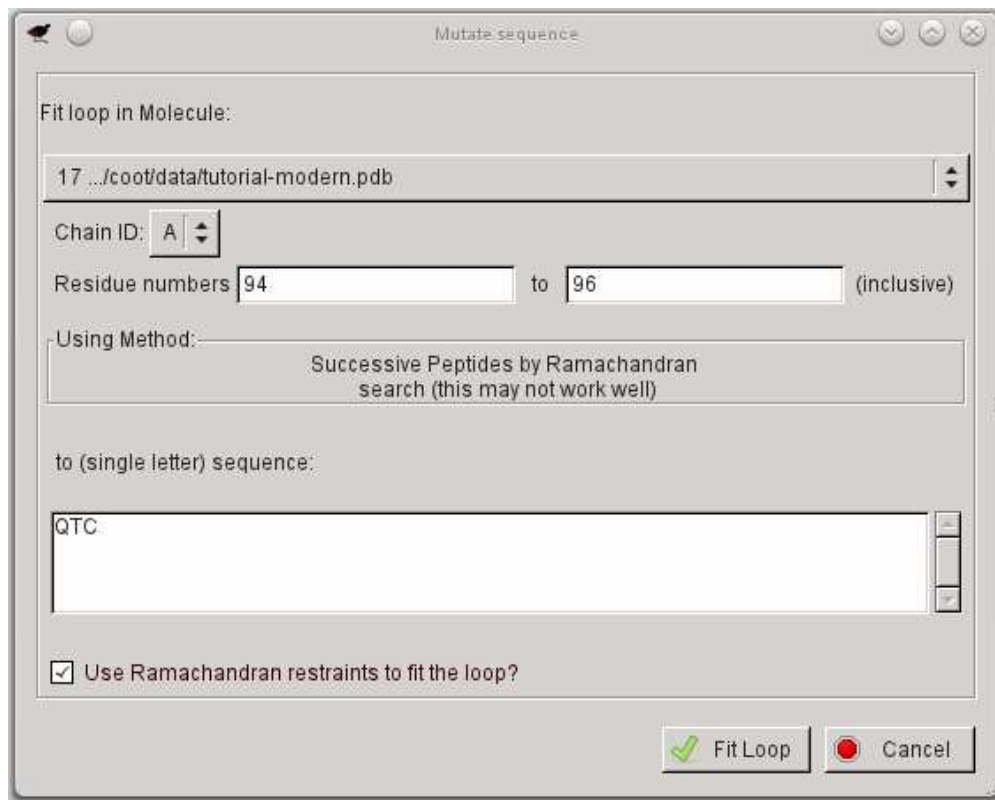 Mutate sequence
Fit loop in Molecule:
17 .../coot/data/tutorial-modern.pdb
Chain ID: A
Residue numbers 94 to 96 (inclusive)
Using Method:
Successive Peptides by Ramachandran
search (this may not work well)
to (single letter) sequence:
QTC
Use Ramachandran restraints to fit the loop?
Fit Loop Cancel